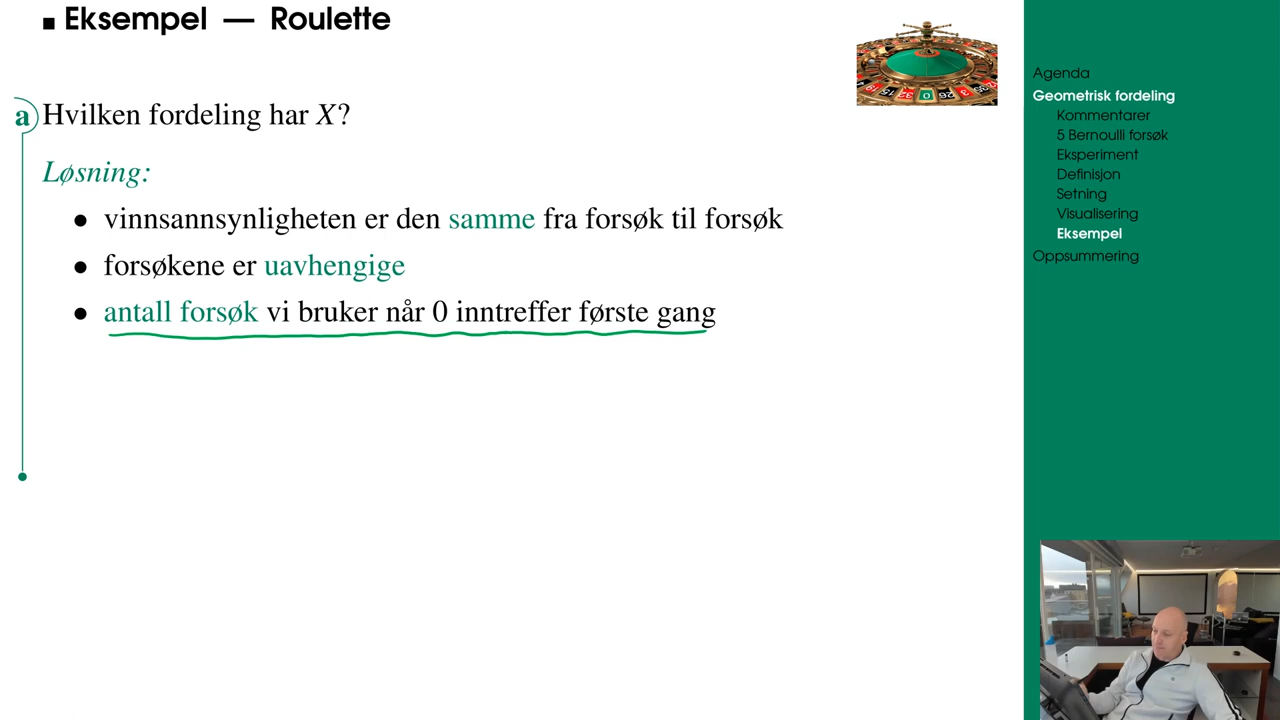 Eksempel — Roulette
a Hvilken fordeling har X?
Løsning:
• vinnsannsynligheten er den samme fra forsøk til forsøk
• forsøkene er uavhengige
• antall forsøk vi bruker når 0 inntreffer første gang
Agenda
Geometrisk fordeling
Kommentarer
5 Bernoulli forsøk
Eksperiment
Definisjon
Setning
Visualisering
Eksempel
Oppsummering